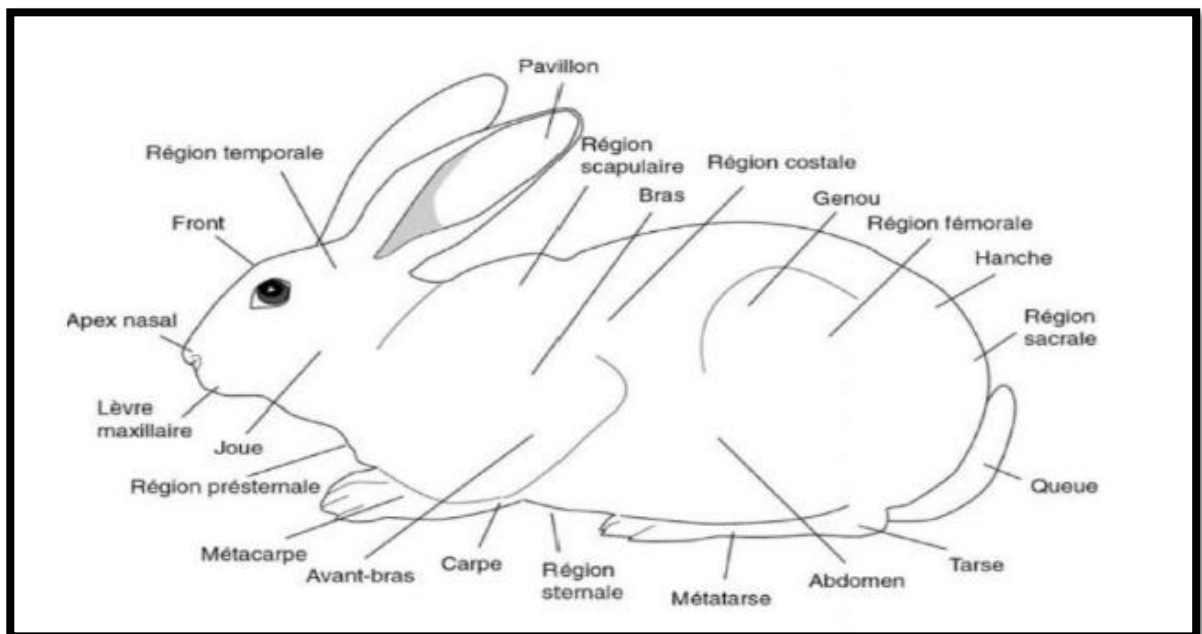 Pavillon
Région temporale
Région
scapulaire
Région costale
Bras
Genou
Front
Région fémorale
Hanche
Apex nasal
Région
sacrale
Lèvre
maxillaire
Joue
Région présternale
Queue
Métacarpe
Avant-bras
Carpe
Région
sternale
Métatarse
Abdomen
Tarse